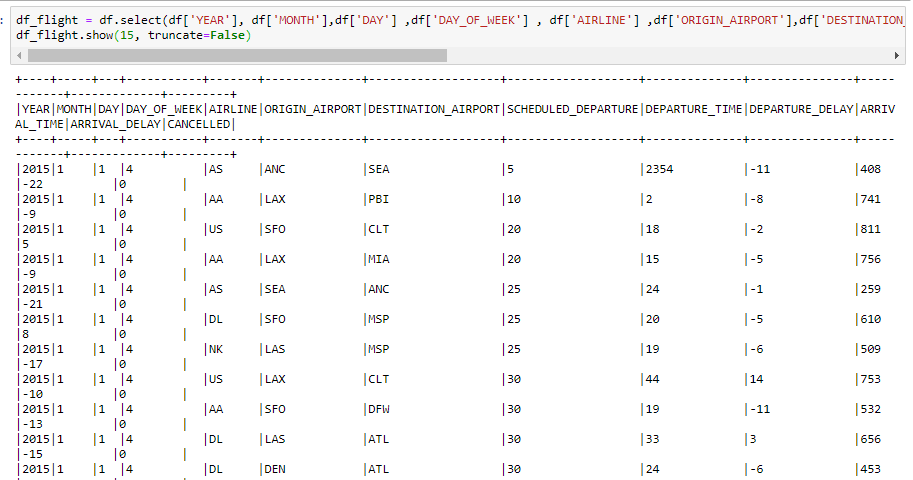 : df_flight = df.select(df['YEAR'], df['MONTH'],df['DAY'] ,df['DAY_OF_WEEK'] , df['AIRLINE'] ,df['ORIGIN_AIRPORT'],df['DESTINATION_
df_flight.show(15, truncate=False)
+----+-----+---+-----------+-------+--------------+-------------------+-------------------+--------------+---------------+-----
-------+-------------+---------+
|YEAR|MONTH|DAY|DAY_OF_WEEK|AIRLINE|ORIGIN_AIRPORT|DESTINATION_AIRPORT|SCHEDULED_DEPARTURE|DEPARTURE_TIME|DEPARTURE_DELAY|ARRIV
AL_TIME|ARRIVAL_DELAY|CANCELLED|
+----+-----+---+-----------+-------+--------------+-------------------+-------------------+--------------+---------------+-----
-------+-------------+---------+
|2015|1    |1  |4          |AS     |ANC           |SEA                |5                  |2354          |-11            |408
|-22          |0        |
|2015|1    |1  |4          |AA     |LAX           |PBI                |10                 |2             |-8             |741
|-9           |0        |
|2015|1    |1  |4          |US     |SFO           |CLT                |20                 |18            |-2             |811
|5            |0        |
|2015|1    |1  |4          |AA     |LAX           |MIA                |20                 |15            |-5             |756
|-9           |0        |
|2015|1    |1  |4          |AS     |SEA           |ANC                |25                 |24            |-1             |259
|-21          |0        |
|2015|1    |1  |4          |DL     |SFO           |MSP                |25                 |20            |-5             |610
|8            |0        |
|2015|1    |1  |4          |NK     |LAS           |MSP                |25                 |19            |-6             |509
|-17          |0        |
|2015|1    |1  |4          |US     |LAX           |CLT                |30                 |44            |14             |753
|-10          |0        |
|2015|1    |1  |4          |AA     |SFO           |DFW                |30                 |19            |-11            |532
|-13          |0        |
|2015|1    |1  |4          |DL     |LAS           |ATL                |30                 |33            |3              |656
|-15          |0        |
|2015|1    |1  |4          |DL     |DEN           |ATL                |30                 |24            |-6             |453